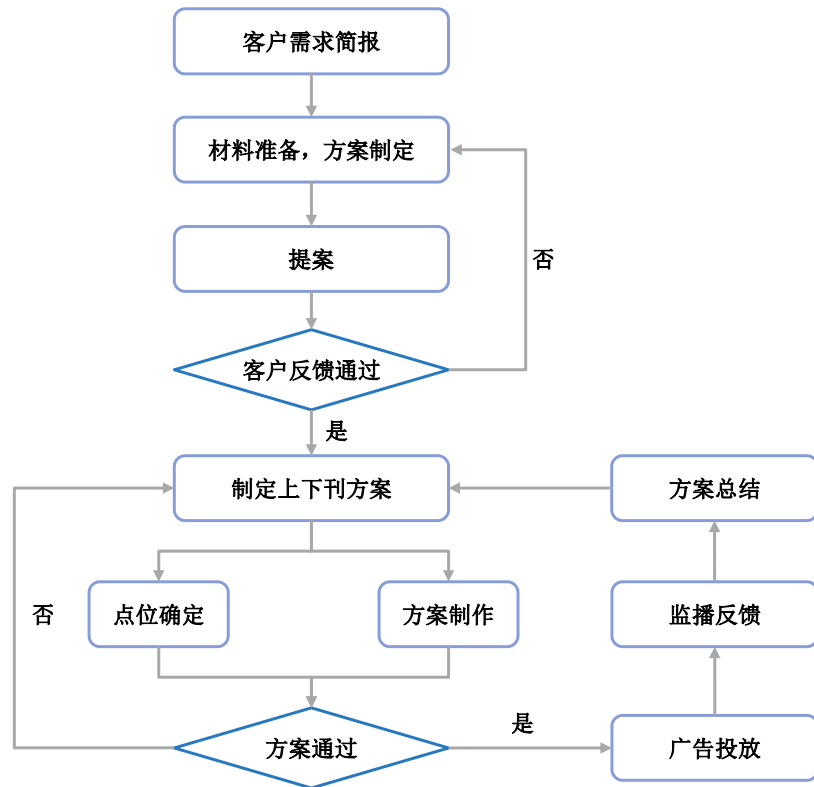 客户需求简报
材料准备，方案制定
提案
否
客户反馈通过
是
制定上下刊方案
方案总结
点位确定
方案制作
监播反馈
否
是
方案通过
广告投放